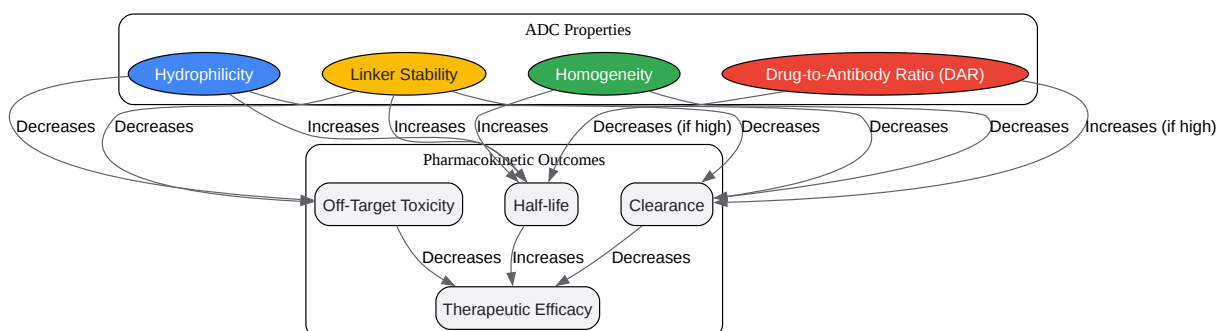 ADC Properties
Hydrophilicity
Linker Stability
Homogeneity
Drug-to-Antibody Ratio (DAR)
Decreases
Decreases
Increases
Increases
Increases
Decreases (if high)
Decreases
Decreases
Decreases
Increases (if high)
Pharmacokinetic Outcomes
Off-Target Toxicity
Half-life
Clearance
Decreases
Increases
Decreases
Therapeutic Efficacy